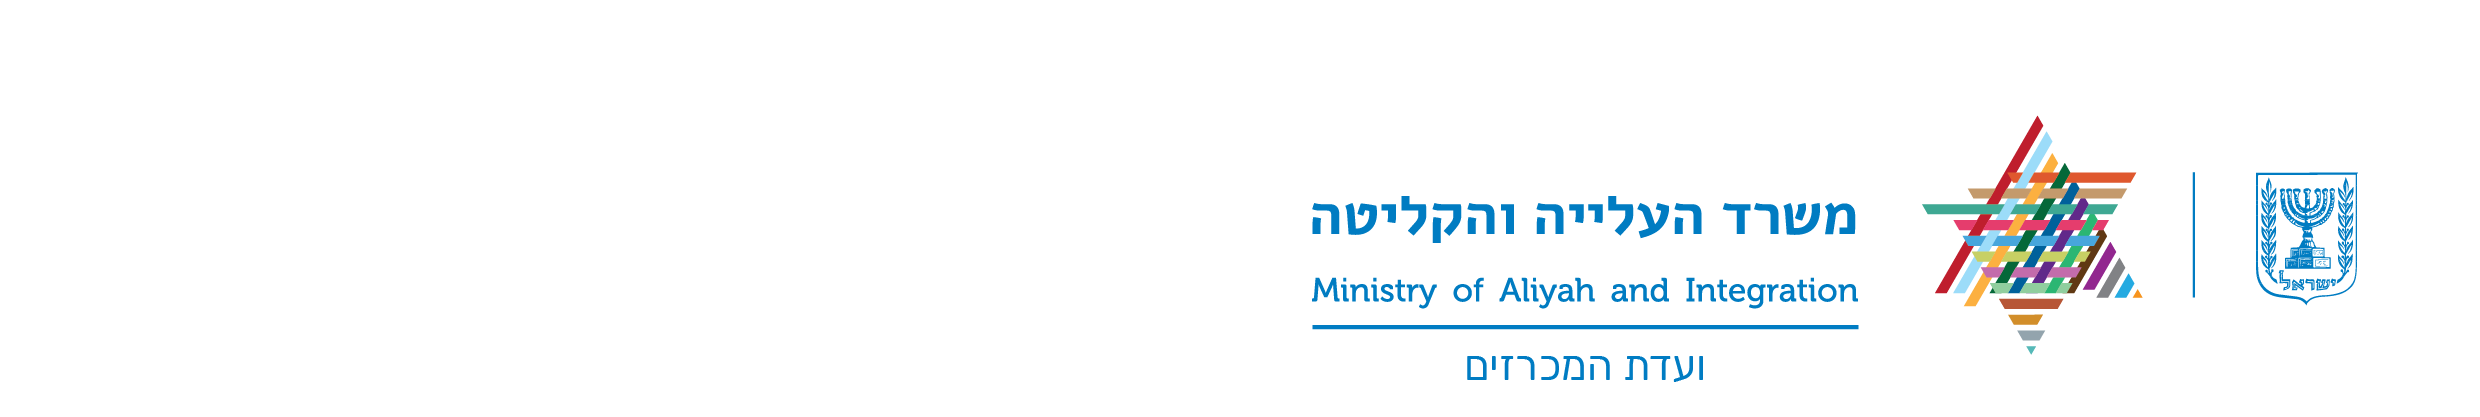 משרד העלייה והקליטה
Ministry of Aliyah and Integration
ועדת המכרזים
ישראל